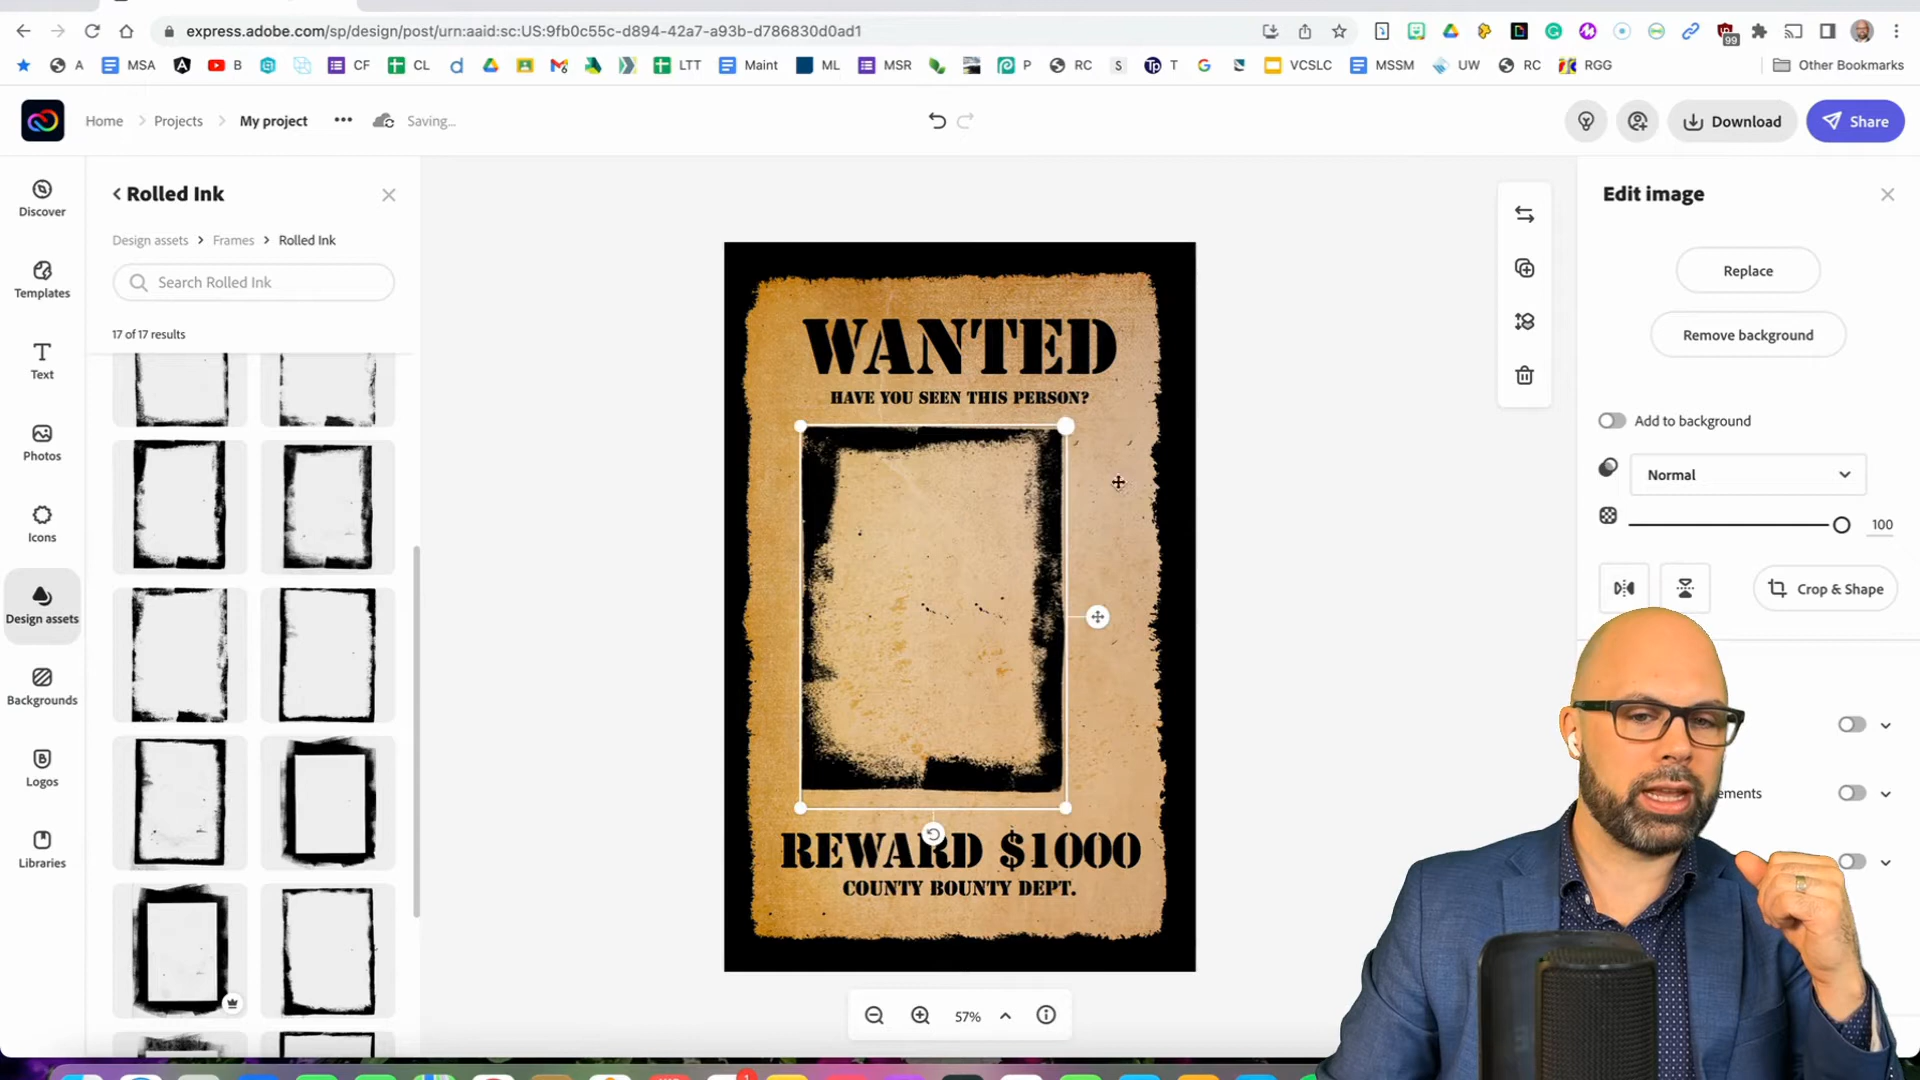 express.adobe.com/sp/design/post/urn:aaid:sc:US:9fb0c55c-d894-42a7-a93b-d786830d0ad1
99
A MSA B CF CL d LTT Maint ML MSR P RC S Tp T G VCSLC MSSM UW RC RGG Other Bookmarks
Home Projects My project ••• Saving... Download Share
Discover
Templates
Text
Photos
Icons
Design assets
Backgrounds
Logos
Libraries
Rolled Ink
Design assets > Frames > Rolled Ink
Search Rolled Ink
17 of 17 results
WANTED
HAVE YOU SEEN THIS PERSON?
REWARD $1000
COUNTY BOUNTY DEPT.
57%
Edit image
Replace
Remove background
Add to background
Normal
100
Crop & Shape
ements
1